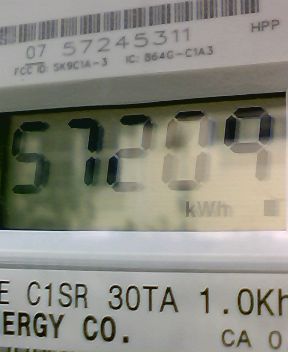 HPP
07 57245311
FCC ID: SK9C1A-3 IC: B64G-C1A3
57209
kWh
E C1SR 30TA 1.0Kh
ERGY CO.
CA 0